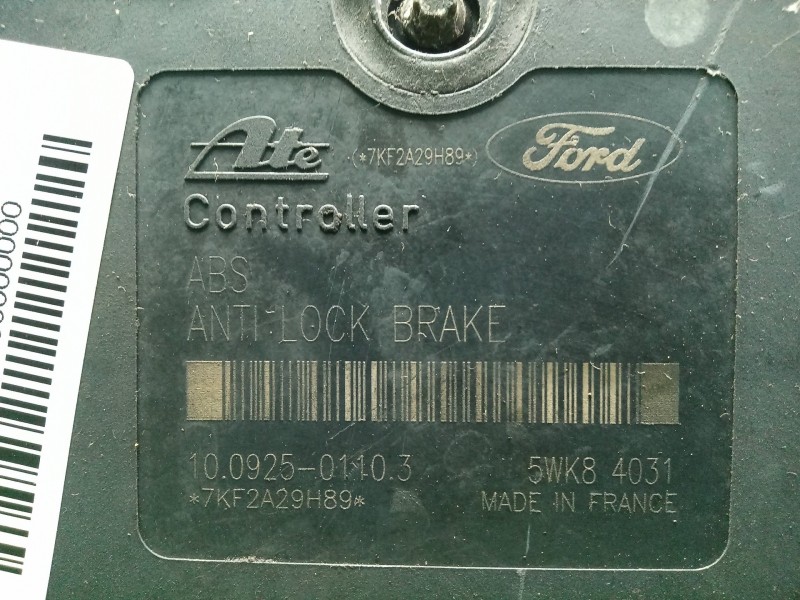 Ate (*7KF2A29H89*) Ford
Controller
ABS
ANTI LOCK BRAKE
10.0925-0110.3 5WK8 4031
*7KF2A29H89* MADE IN FRANCE